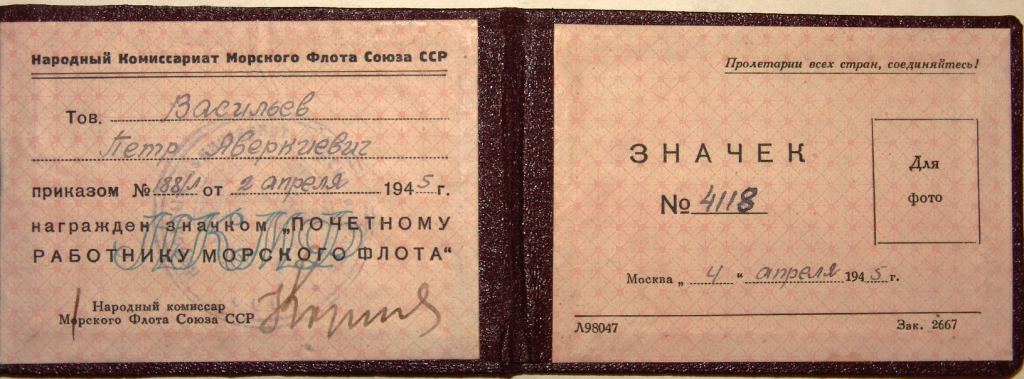 Народный Комиссариат Морского Флота Союза ССР
Тов. Васильев
Петр Аверкиевич
приказом № 188/л от 2 апреля 1945 г.
награжден значком „ПОЧЕТНОМУ
РАБОТНИКУ МОРСКОГО ФЛОТА“
НКМФ
Народный комиссар
Морского Флота Союза ССР
Пролетарии всех стран, соединяйтесь!
ЗНАЧЕК
№ 4118
Для
фото
Москва „4“ апреля 1945 г.
Л98047 Зак. 2667